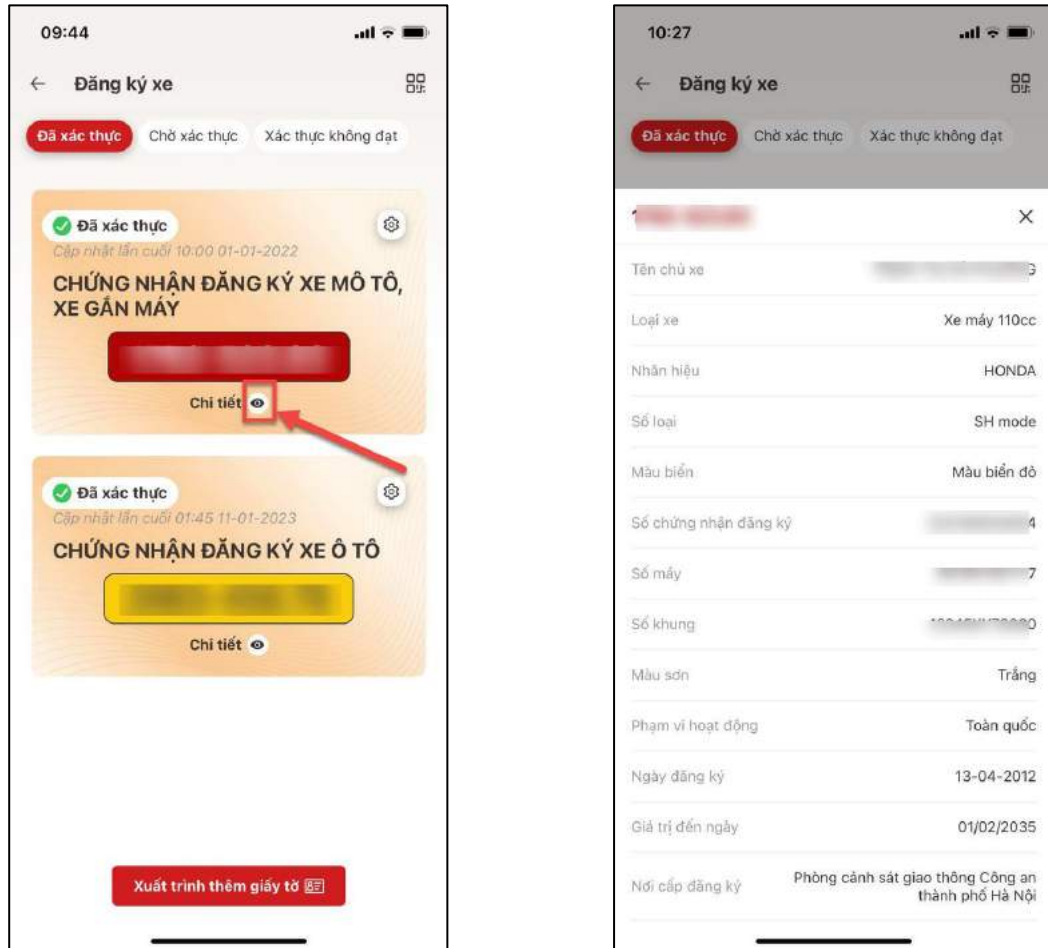 09:44
Đăng ký xe
Đã xác thực
Chờ xác thực
Xác thực không đạt
Đã xác thực
Cập nhật lần cuối 10:00 01-01-2022
CHỨNG NHẬN ĐĂNG KÝ XE MÔ TÔ,
XE GẮN MÁY
Chi tiết
Đã xác thực
Cập nhật lần cuối 01:45 11-01-2023
CHỨNG NHẬN ĐĂNG KÝ XE Ô TÔ
Chi tiết
Xuất trình thêm giấy tờ
10:27
Đăng ký xe
Đã xác thực
Chờ xác thực
Xác thực không đạt
Tên chủ xe
Loại xe Xe máy 110cc
Nhãn hiệu HONDA
Số loại SH mode
Màu biển Màu biển đỏ
Số chứng nhận đăng ký
Số máy
Số khung
Màu sơn Trắng
Phạm vi hoạt động Toàn quốc
Ngày đăng ký 13-04-2012
Giá trị đến ngày 01/02/2035
Nơi cấp đăng ký Phòng cảnh sát giao thông Công an
thành phố Hà Nội